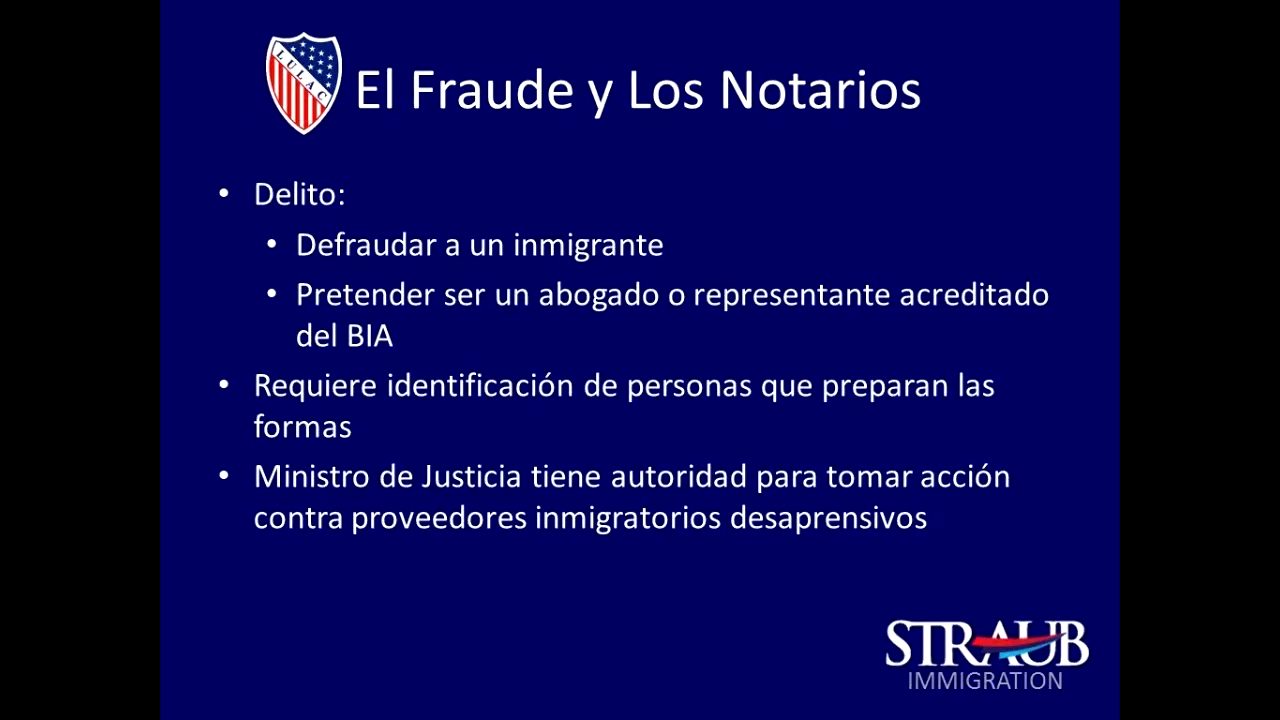 LULAC
El Fraude y Los Notarios
• Delito:
• Defraudar a un inmigrante
• Pretender ser un abogado o representante acreditado
del BIA
• Requiere identificación de personas que preparan las
formas
• Ministro de Justicia tiene autoridad para tomar acción
contra proveedores inmigratorios desaprensivos
STRAUB
IMMIGRATION